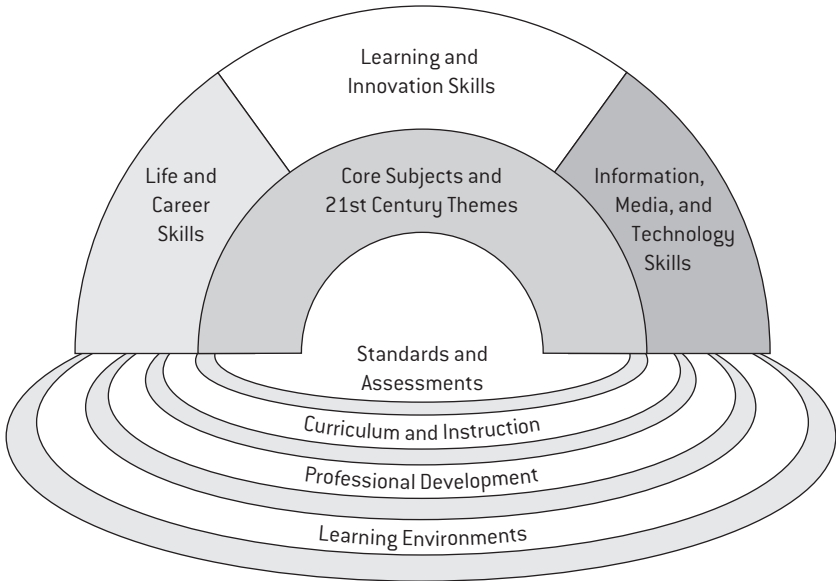 Learning and
Innovation Skills
Life and
Career
Skills
Core Subjects and
21st Century Themes
Information,
Media, and
Technology
Skills
Standards and
Assessments
Curriculum and Instruction
Professional Development
Learning Environments